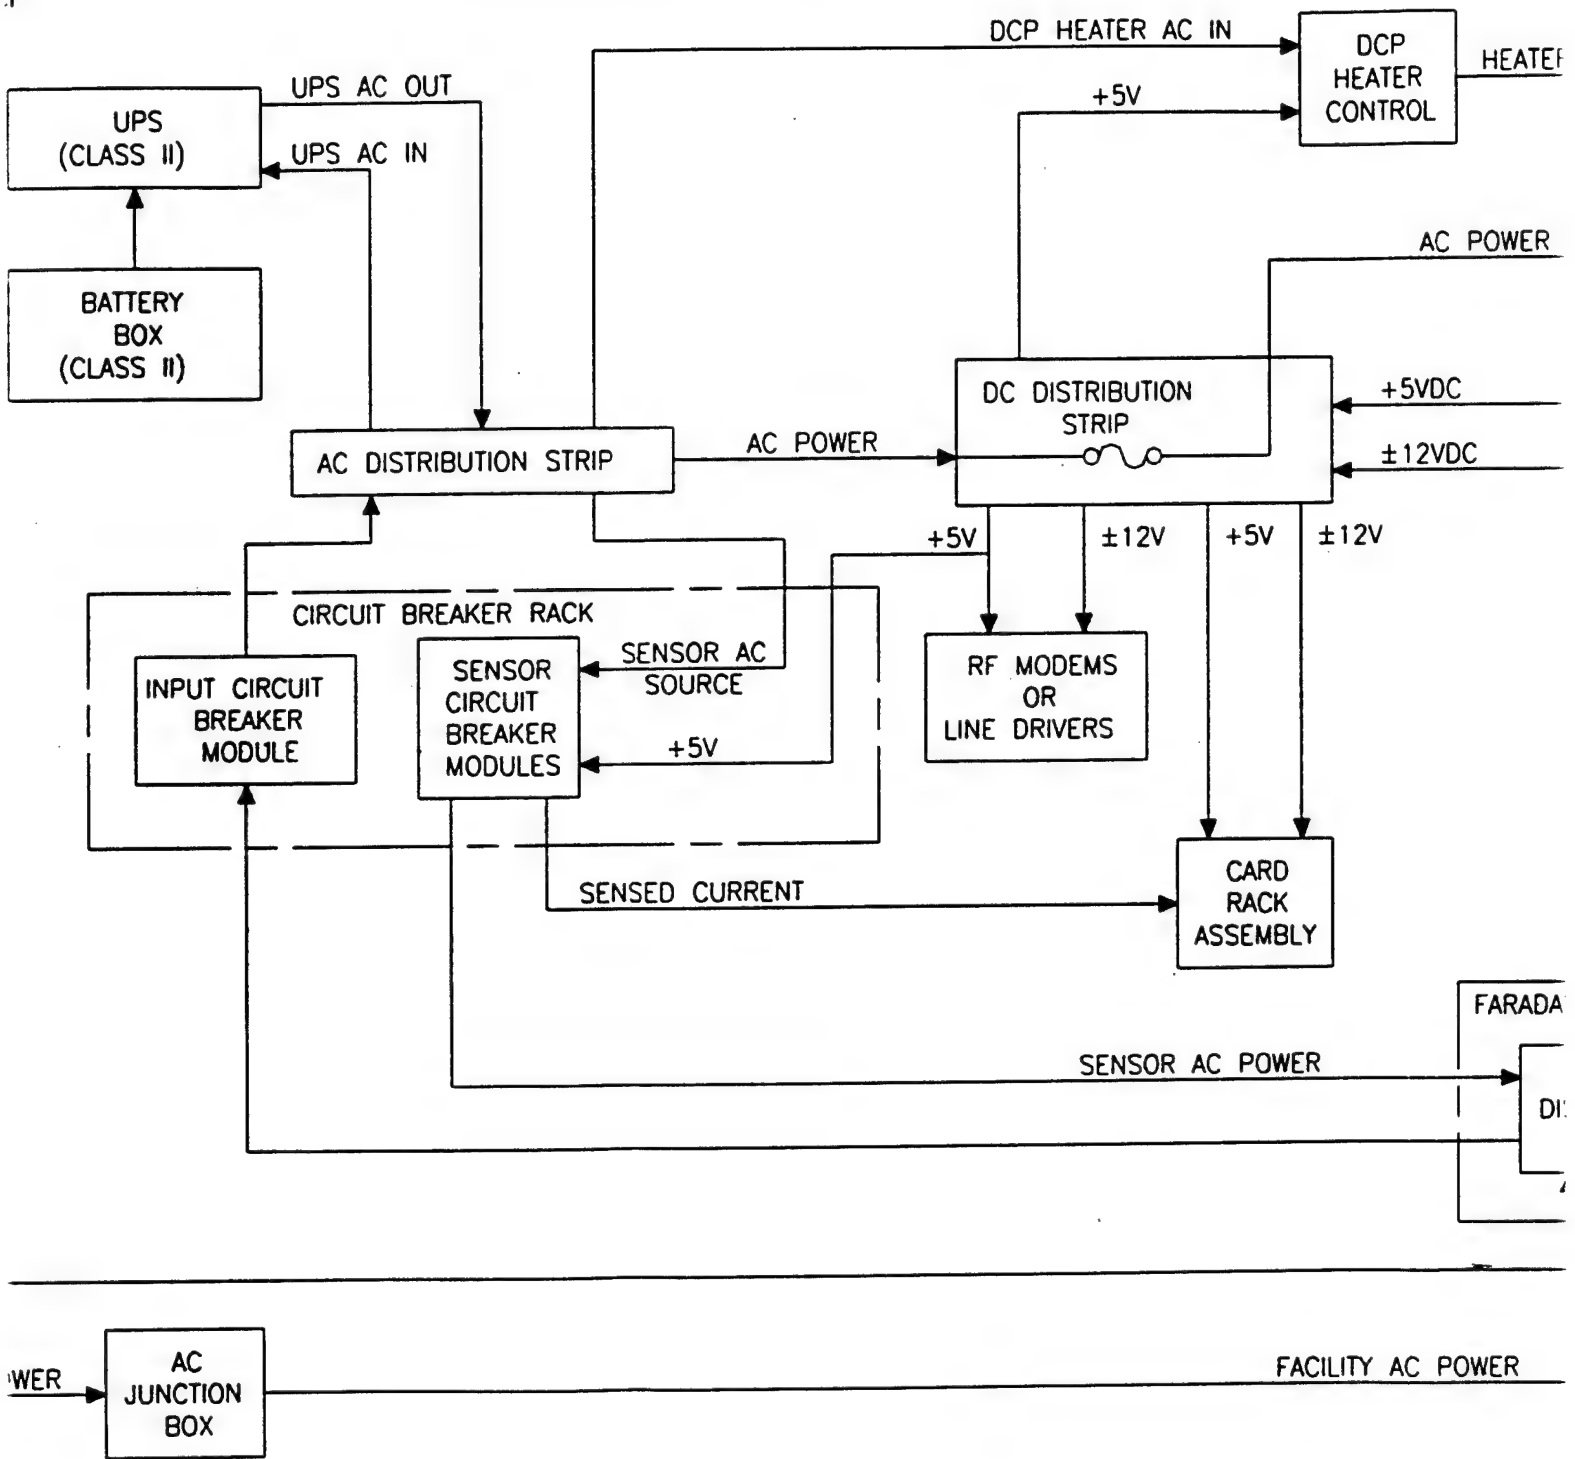 DCP HEATER AC IN
DCP
HEATER
CONTROL
UPS AC OUT
+5V
UPS
(CLASS II)
UPS AC IN
AC POWER
BATTERY
BOX
(CLASS II)
DC DISTRIBUTION
STRIP
+5VDC
±12VDC
AC DISTRIBUTION STRIP
AC POWER
+5V
±12V
+5V
±12V
CIRCUIT BREAKER RACK
INPUT CIRCUIT
BREAKER
MODULE
SENSOR
CIRCUIT
BREAKER
MODULES
SENSOR AC
SOURCE
+5V
RF MODEMS
OR
LINE DRIVERS
SENSED CURRENT
CARD
RACK
ASSEMBLY
SENSOR AC POWER
AC
JUNCTION
BOX
FACILITY AC POWER